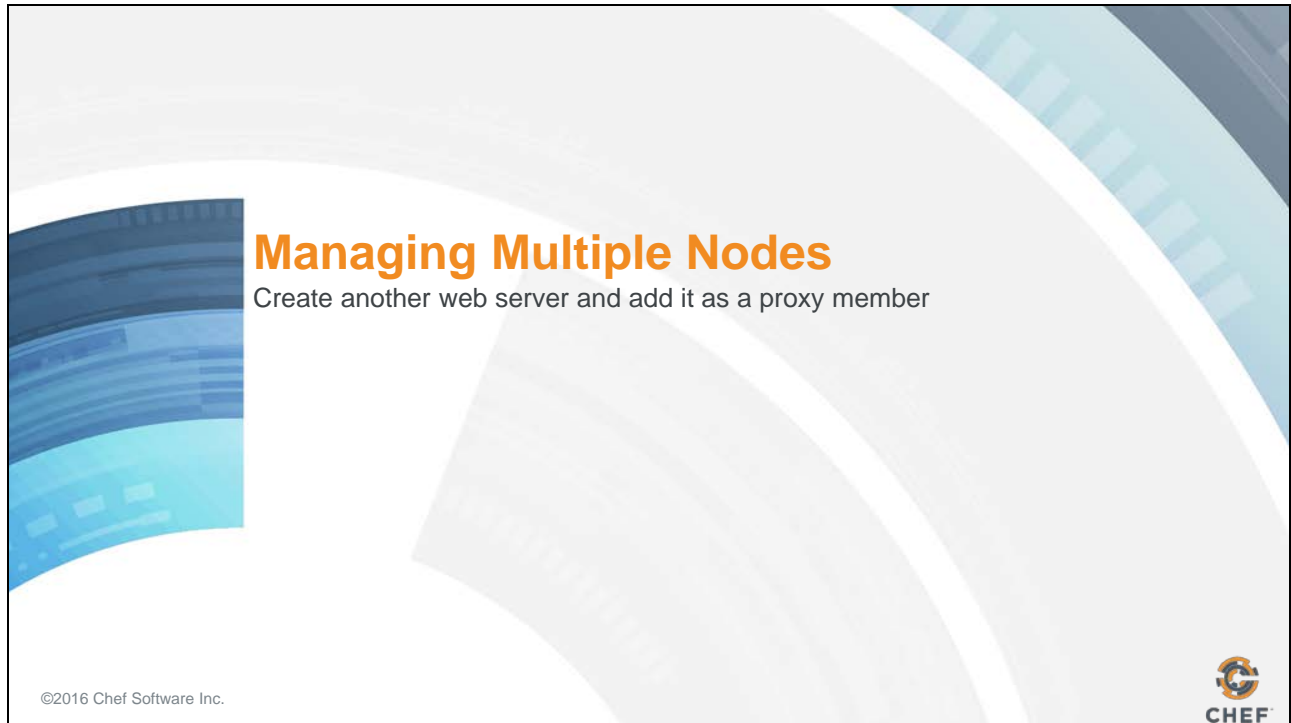 Managing Multiple Nodes
Create another web server and add it as a proxy member
©2016 Chef Software Inc.
CHEF